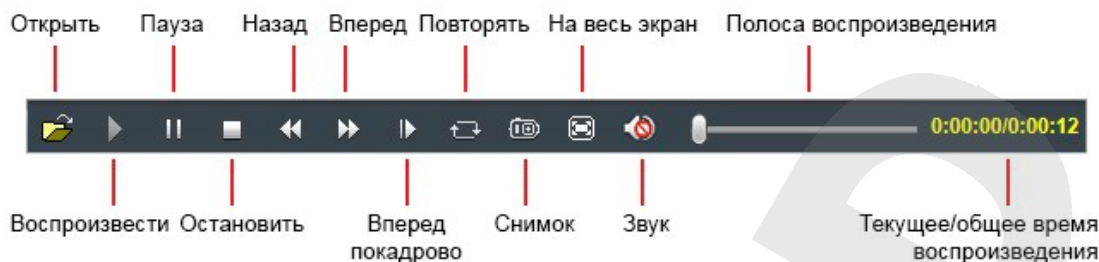 Открыть Пауза Назад Вперед Повторять На весь экран Полоса воспроизведения
0:00:00/0:00:12
Воспроизвести Остановить Вперед покадрово Снимок Звук Текущее/общее время воспроизведения